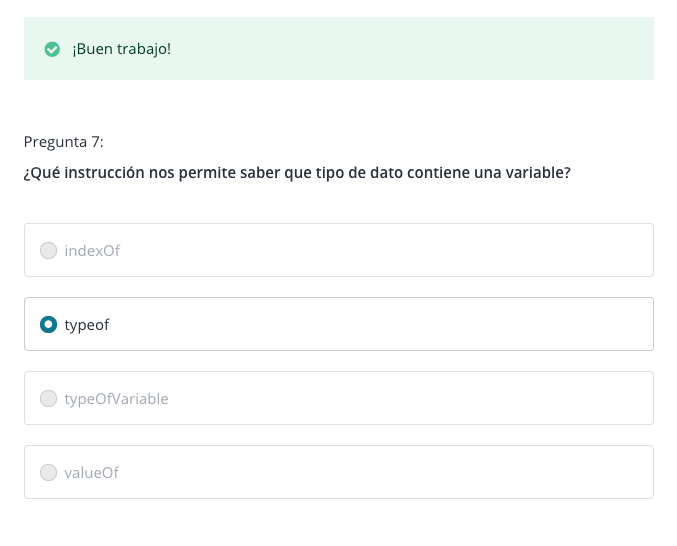 ¡Buen trabajo!
Pregunta 7:
¿Qué instrucción nos permite saber que tipo de dato contiene una variable?
indexOf
typeof
typeOfVariable
valueOf